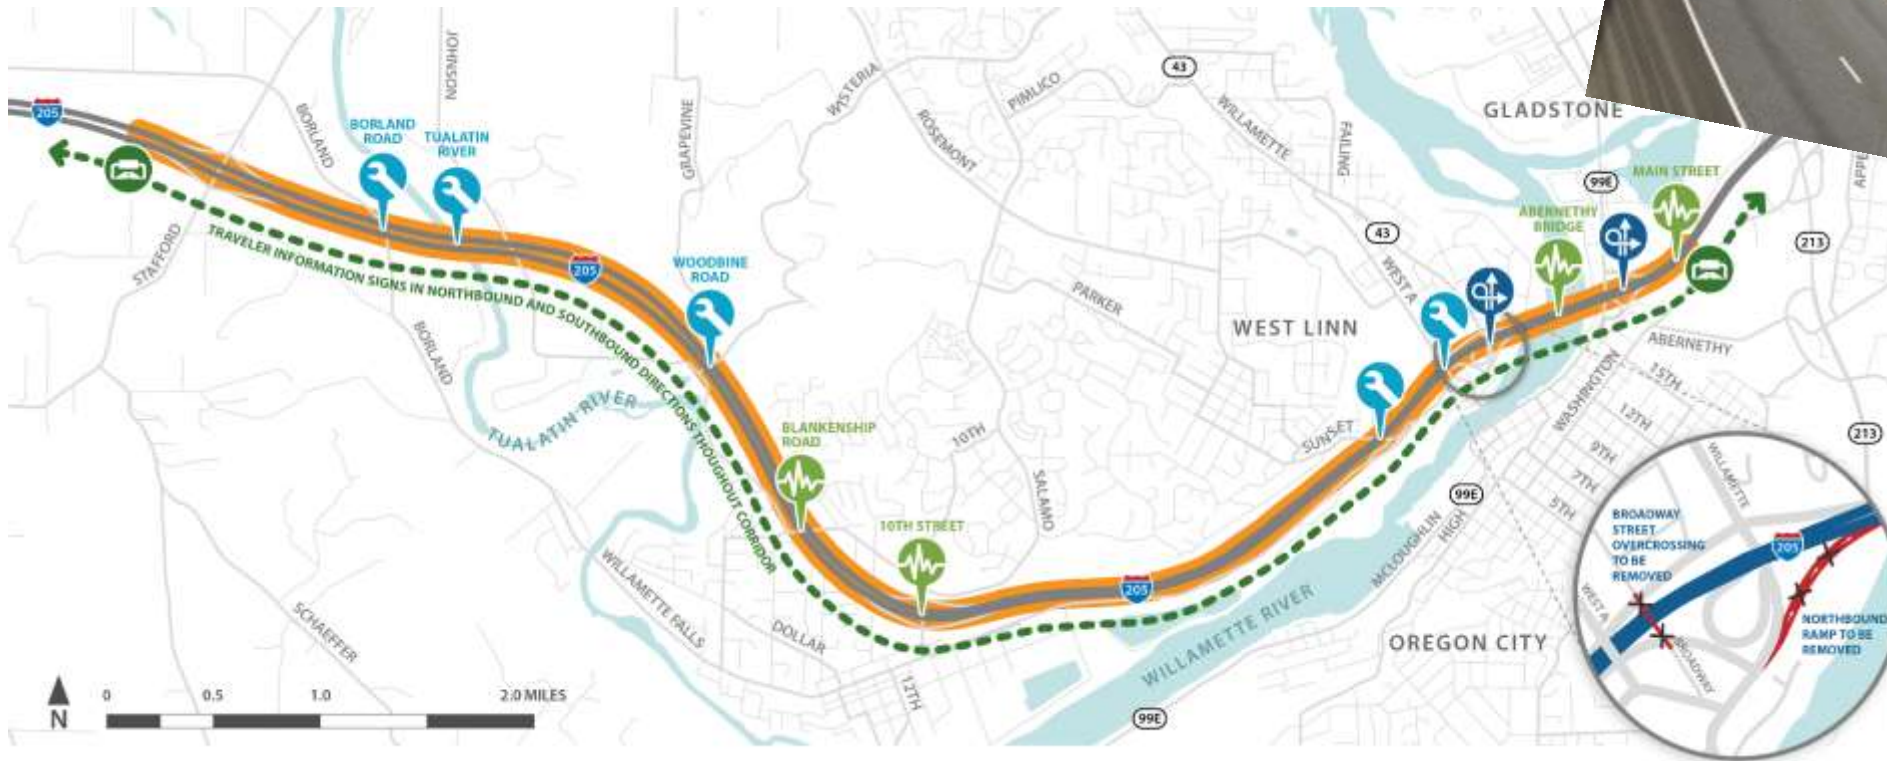 205
BORLAND
BORLAND
ROAD
TUALATIN
RIVER
JOHNSON
GRAPEVINE
WISTERIA
ROSEMONT
PIMLICO
43
WILLAMETTE
FAILING
GLADSTONE
99E
MAIN STREET
ABERNETHY
BRIDGE
43
WEST A
213
STAFFORD
TRAVELER INFORMATION SIGNS IN NORTHBOUND AND SOUTHBOUND DIRECTIONS THOUGHOUT CORRIDOR
205
WOODBINE
ROAD
PARKER
WEST LINN
ABERNETHY
BORLAND
TUALATIN RIVER
BLANKENSHIP
ROAD
10TH
SALAMO
SUNSET
WASHINGTON
15TH
12TH
9TH
7TH
5TH
213
99E
MCLOUGHLIN
HIGH
10TH STREET
205
WILLAMETTE FALLS
DOLLAR
12TH
SCHAEFFER
WILLAMETTE RIVER
OREGON CITY
99E
WILLAMETTE
BROADWAY
STREET
OVERCROSSING
TO BE
REMOVED
205
WEST A
BROADWAY
NORTHBOUND
RAMP TO BE
REMOVED
N
0 0.5 1.0 2.0 MILES